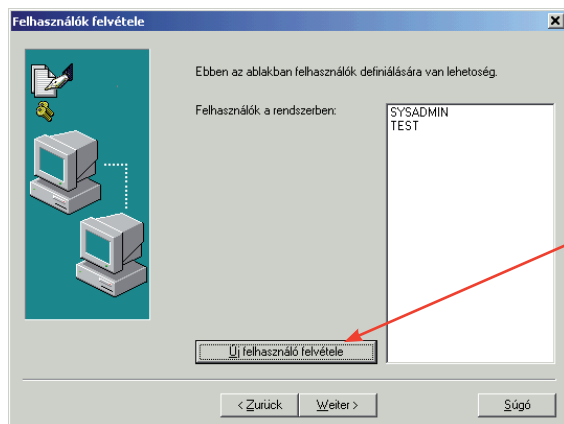 Felhasználók felvétele
Ebben az ablakban felhasználók definiálására van lehetoség.
Felhasználók a rendszerben:
SYSADMIN
TEST
Új felhasználó felvétele
< Zurück
Weiter >
Súgó